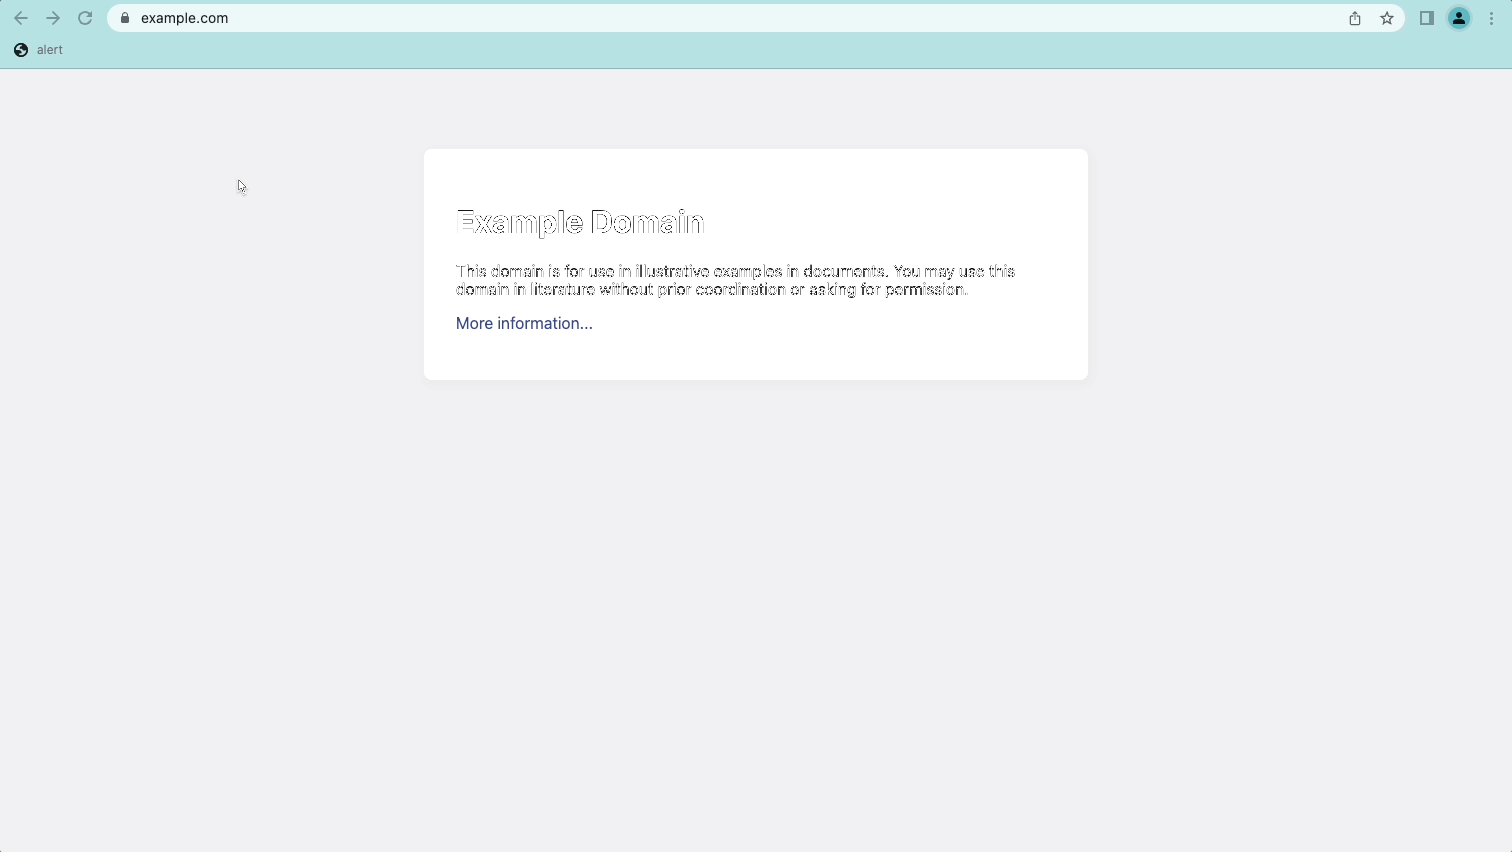 example.com
alert
Example Domain
This domain is for use in illustrative examples in documents. You may use this
domain in literature without prior coordination or asking for permission.
More information...